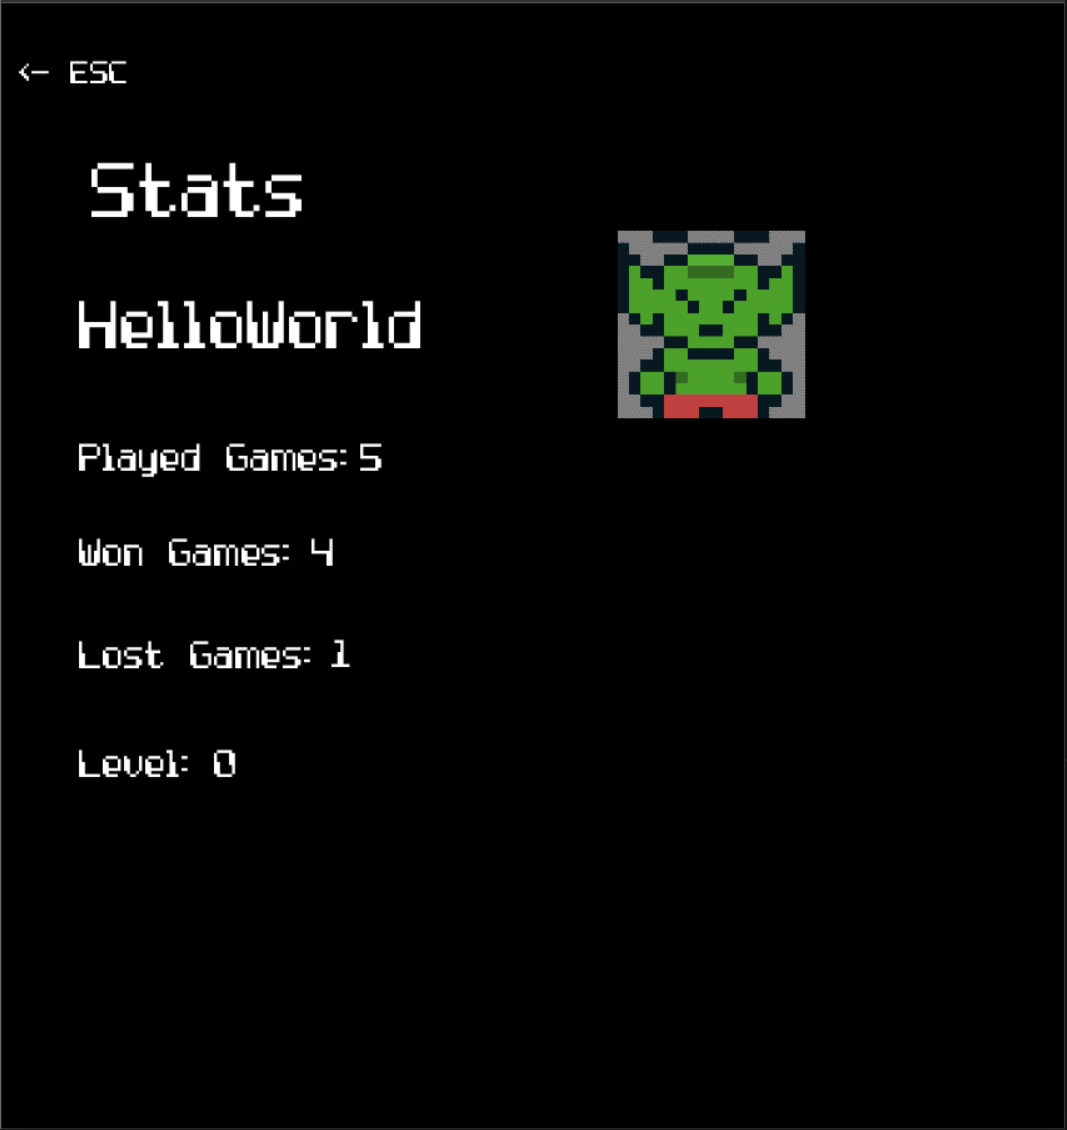 <- ESC
Stats
HelloWorld
Played Games: 5
Won Games: 4
Lost Games: 1
Level: 0